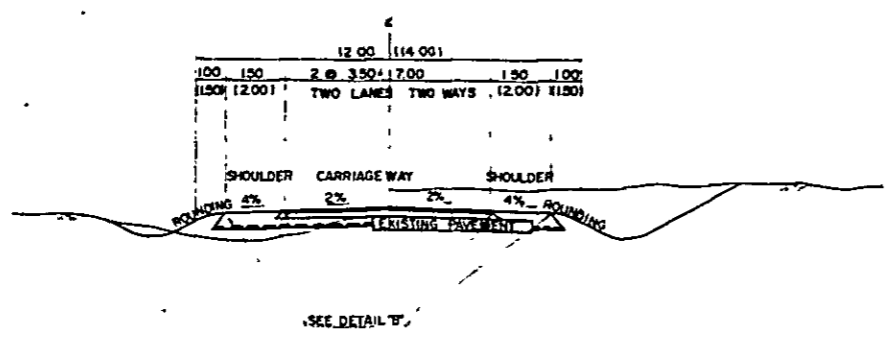 12.00 (14.00)
1.00 1.50 2 @ 3.50 = 7.00 1.50 1.00
(1.50) (2.00) TWO LANES TWO WAYS (2.00) (1.50)
SHOULDER CARRIAGE WAY SHOULDER
ROUNDING 4% 2% 2% 4% ROUNDING
EXISTING PAVEMENT
SEE DETAIL "B"